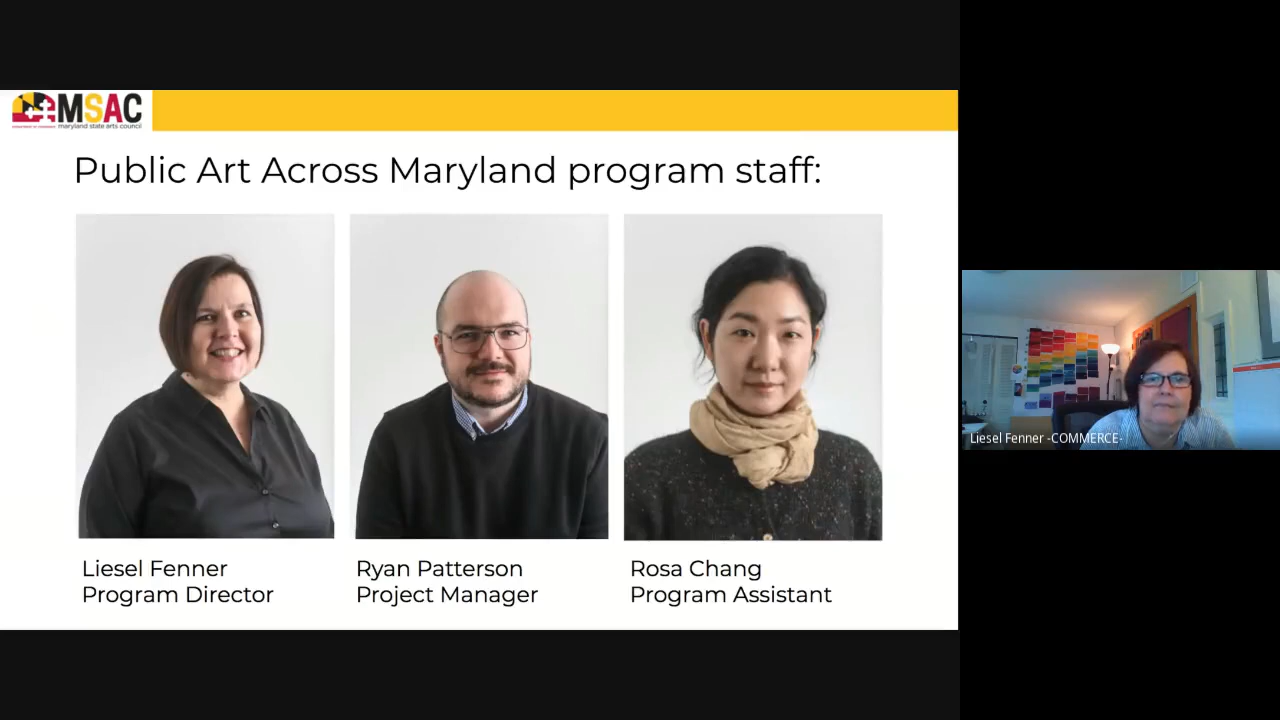 MSAC
maryland state arts council
Public Art Across Maryland program staff:
Liesel Fenner
Program Director
Ryan Patterson
Project Manager
Rosa Chang
Program Assistant
Liesel Fenner -COMMERCE-